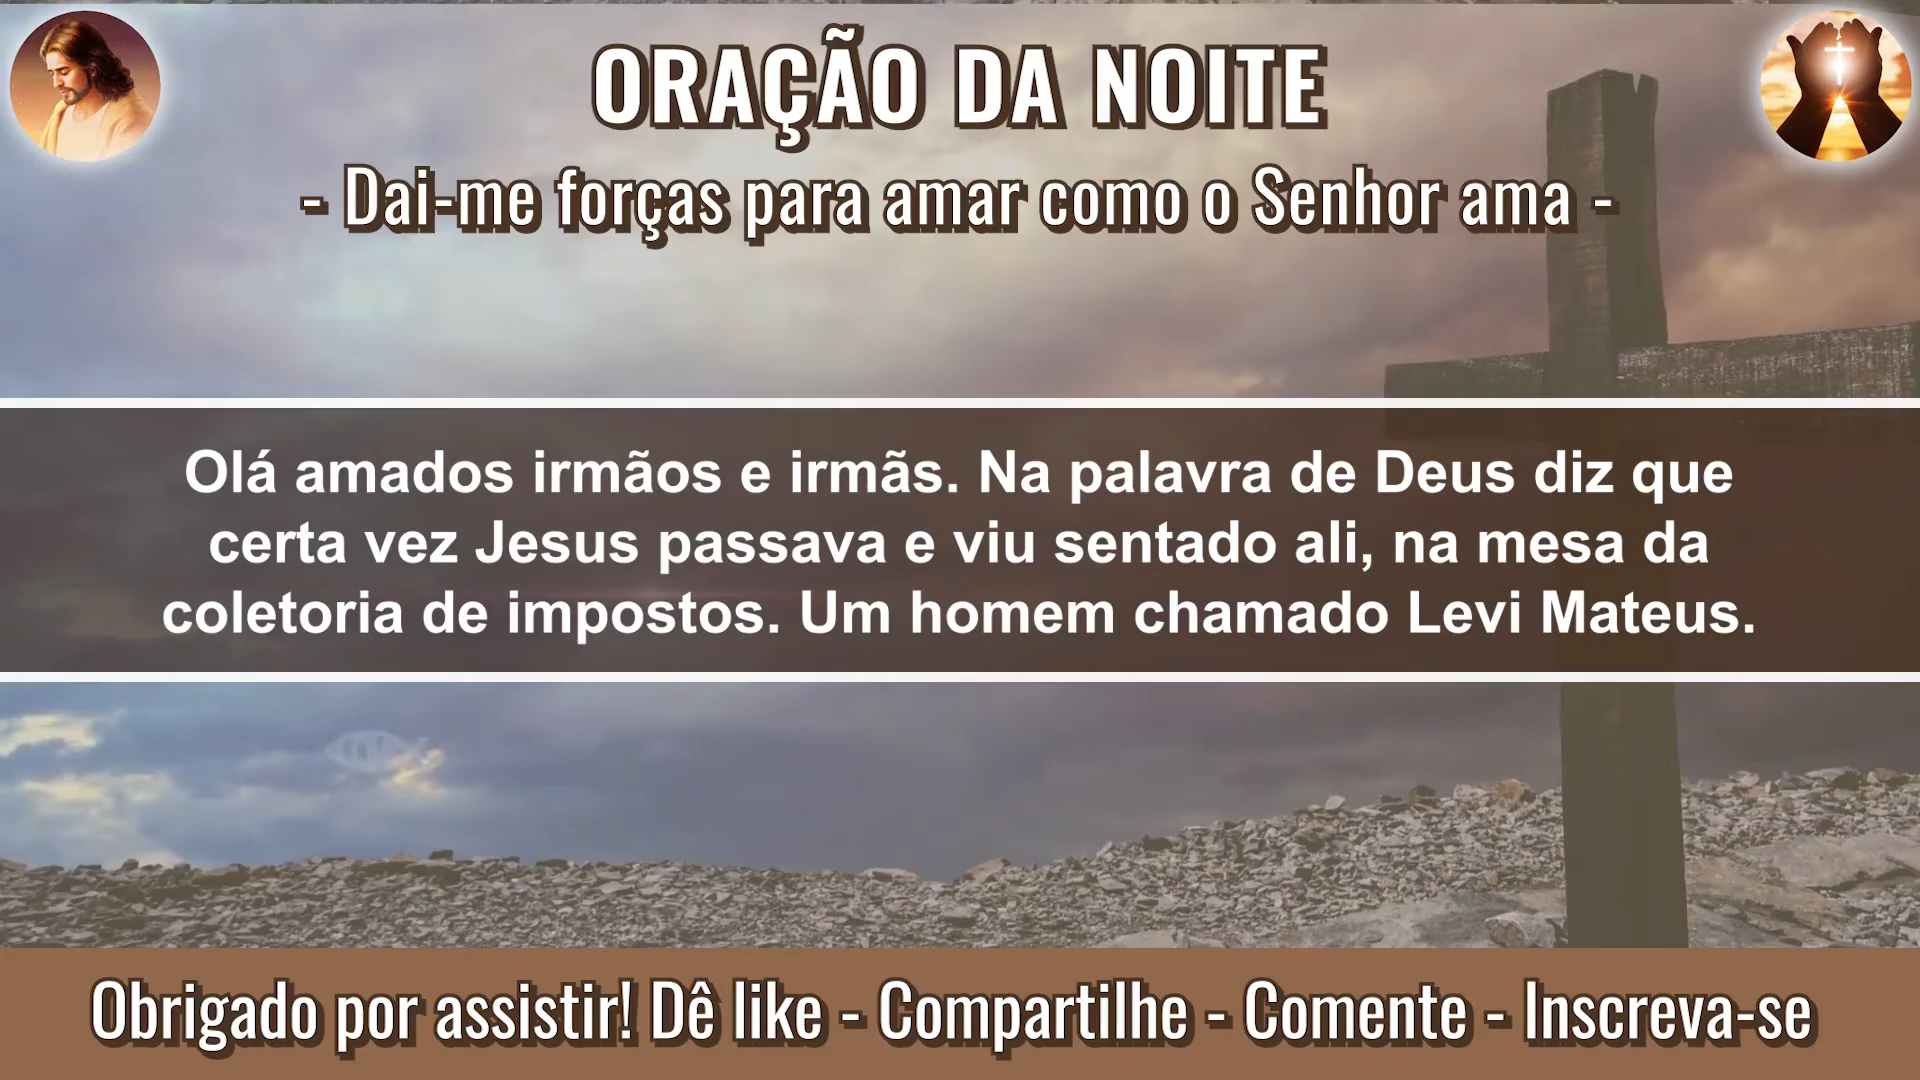 ORAÇÃO DA NOITE
- Dai-me forças para amar como o Senhor ama -
Olá amados irmãos e irmãs. Na palavra de Deus diz que
certa vez Jesus passava e viu sentado ali, na mesa da
coletoria de impostos. Um homem chamado Levi Mateus.
Obrigado por assistir! Dê like - Compartilhe - Comente - Inscreva-se